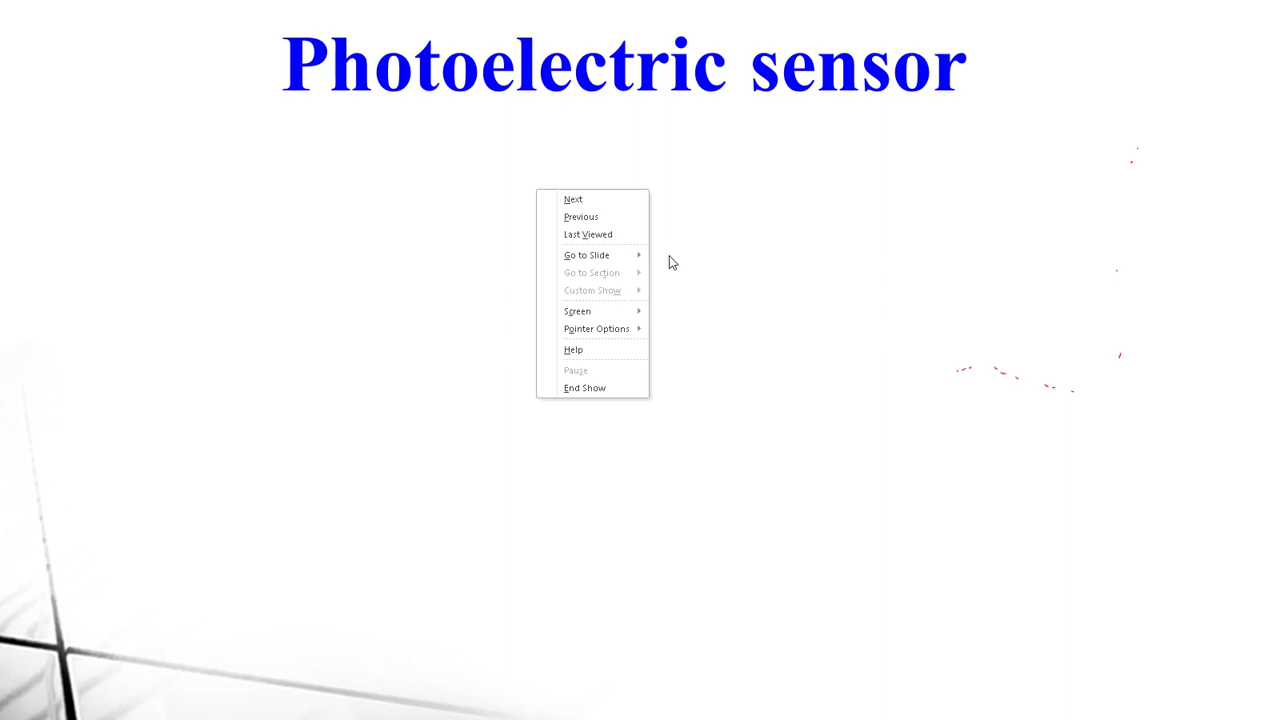 Photoelectric sensor
Next
Previous
Last Viewed
Go to Slide
Go to Section
Custom Show
Screen
Pointer Options
Help
Pause
End Show